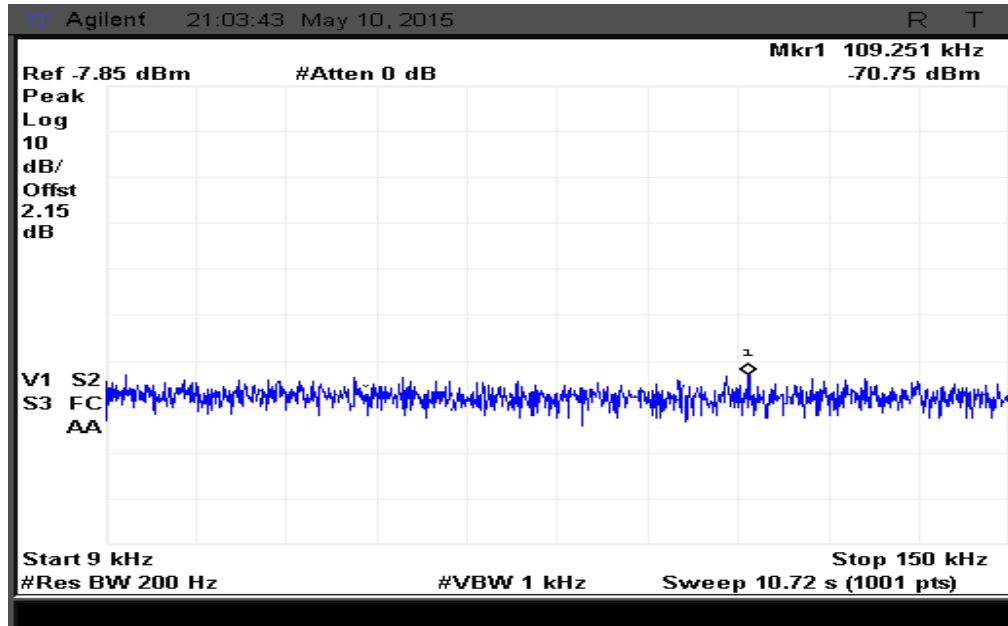 Agilent 21:03:43 May 10, 2015 R T
Mkr1 109.251 kHz
Ref -7.85 dBm #Atten 0 dB -70.75 dBm
Peak
Log
10
dB/
Offst
2.15
dB
1
V1 S2
S3 FC
AA
Start 9 kHz Stop 150 kHz
#Res BW 200 Hz #VBW 1 kHz Sweep 10.72 s (1001 pts)